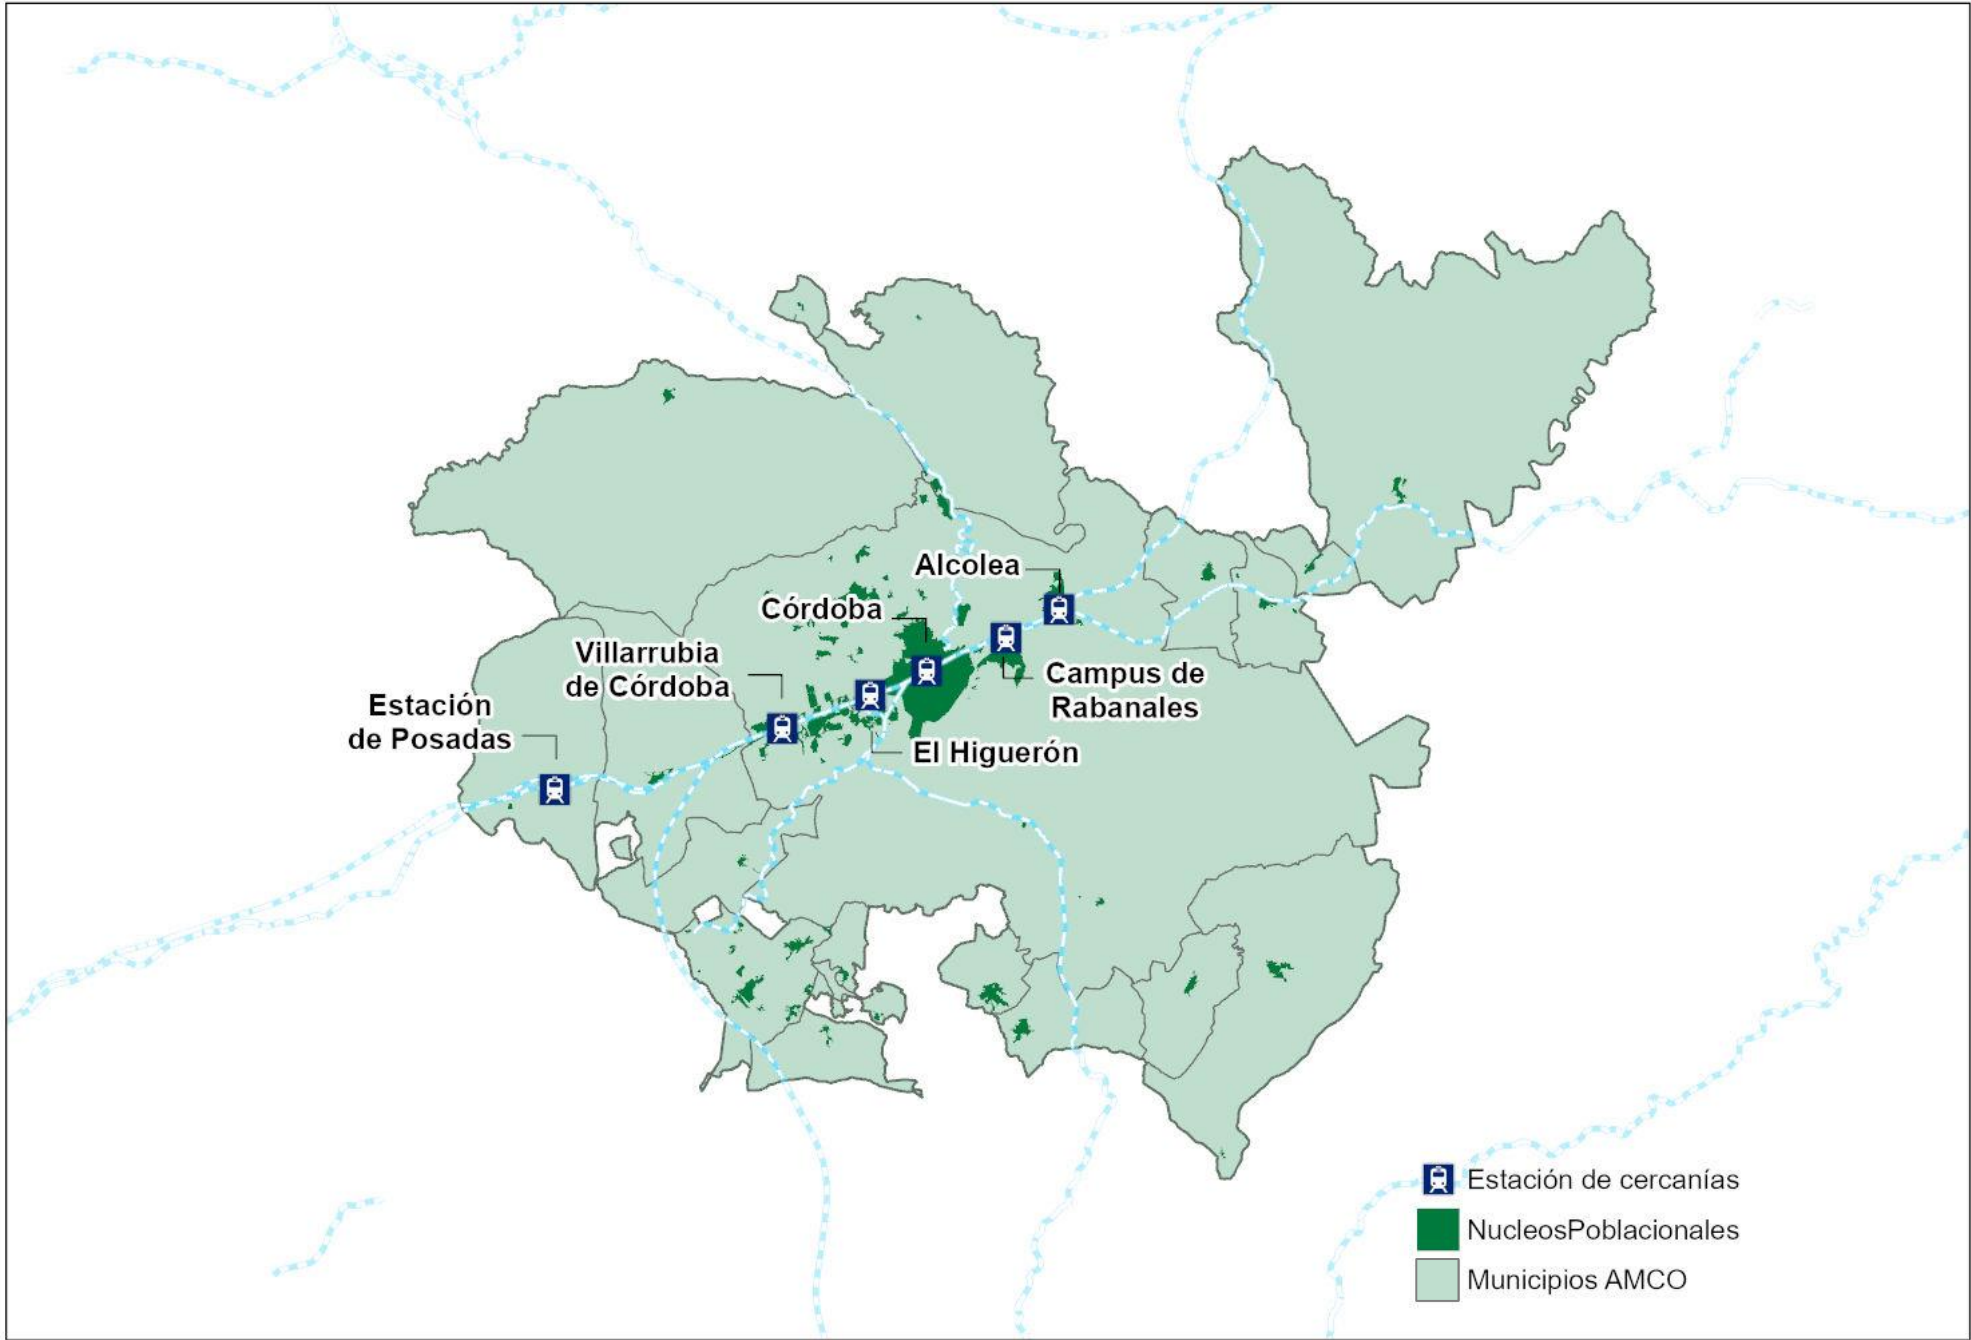 Alcolea
Córdoba
Villarrubia
de Córdoba
Campus de
Rabanales
Estación
de Posadas
El Higuerón
Estación de cercanías
NucleosPoblacionales
Municipios AMCO